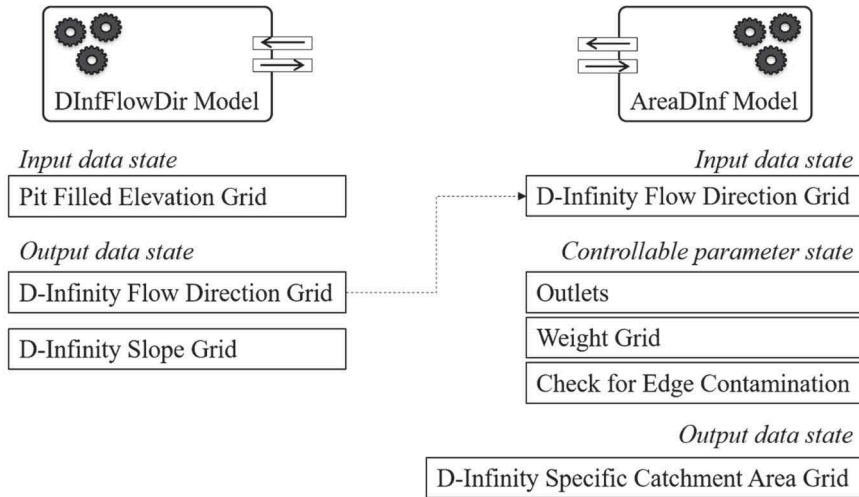 DInfFlowDir Model
AreaDInf Model
Input data state
Pit Filled Elevation Grid
Output data state
D-Infinity Flow Direction Grid
D-Infinity Slope Grid
Input data state
D-Infinity Flow Direction Grid
Controllable parameter state
Outlets
Weight Grid
Check for Edge Contamination
Output data state
D-Infinity Specific Catchment Area Grid